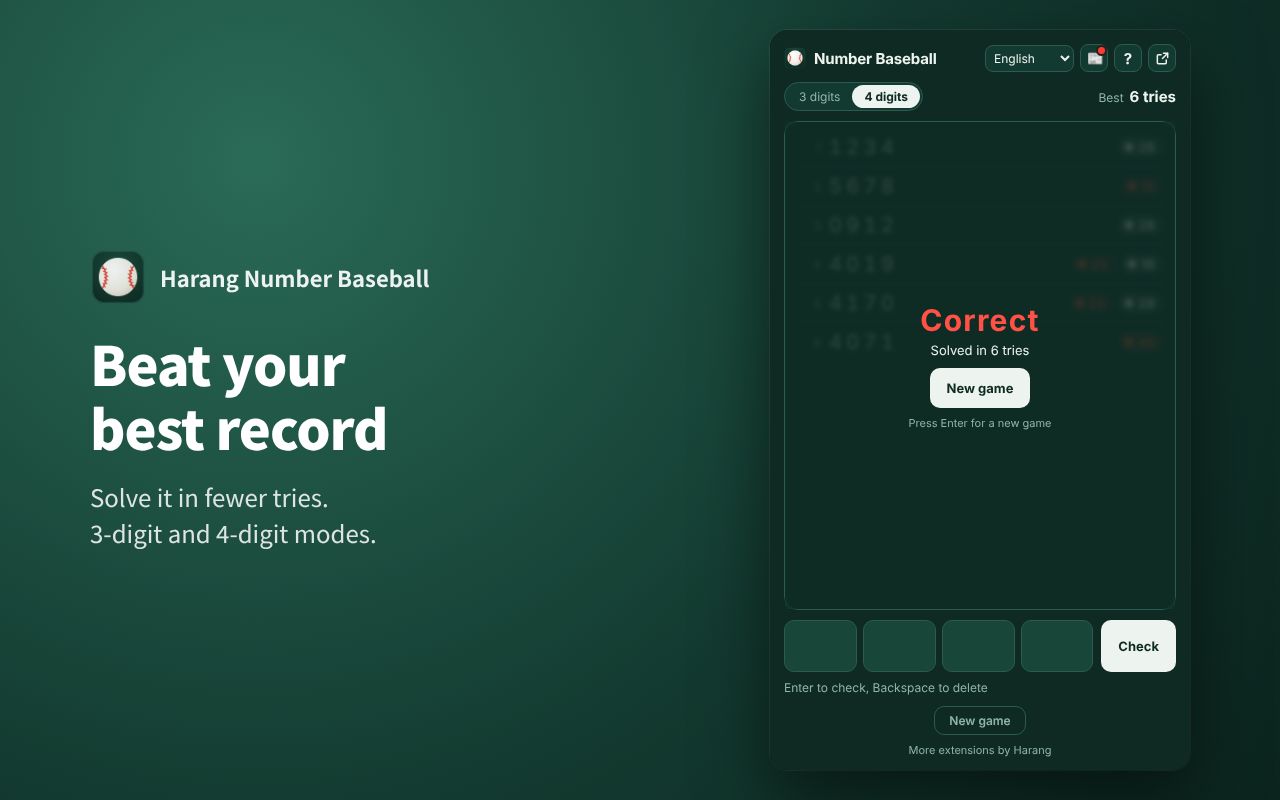 Harang Number Baseball
Beat your
best record
Solve it in fewer tries.
3-digit and 4-digit modes.
Number Baseball
English
?
3 digits
4 digits
Best 6 tries
1234
5678
0912
4019
4170
4071
Correct
Solved in 6 tries
New game
Press Enter for a new game
Check
Enter to check, Backspace to delete
New game
More extensions by Harang